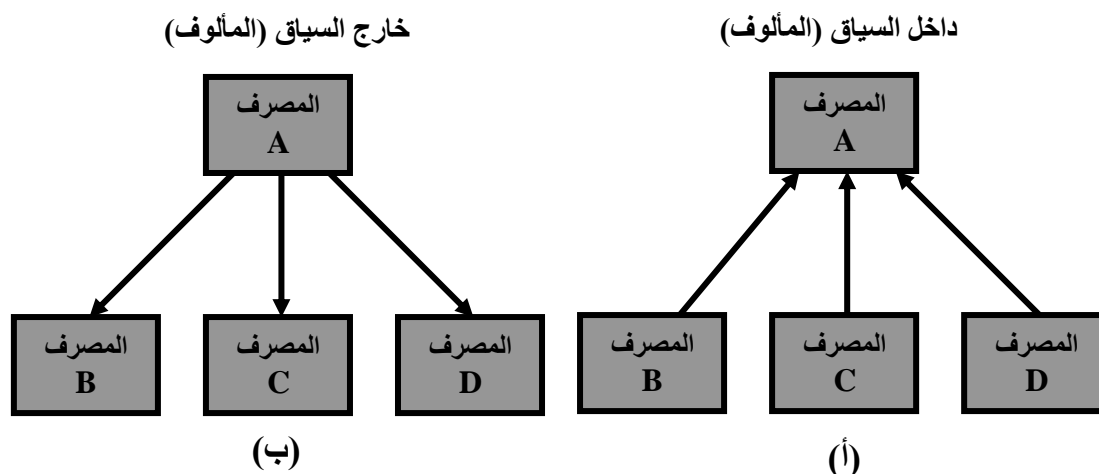 داخل السياق (المألوف)
المصرف
A
المصرف
B
المصرف
C
المصرف
D
(أ)
خارج السياق (المألوف)
المصرف
A
المصرف
B
المصرف
C
المصرف
D
(ب)